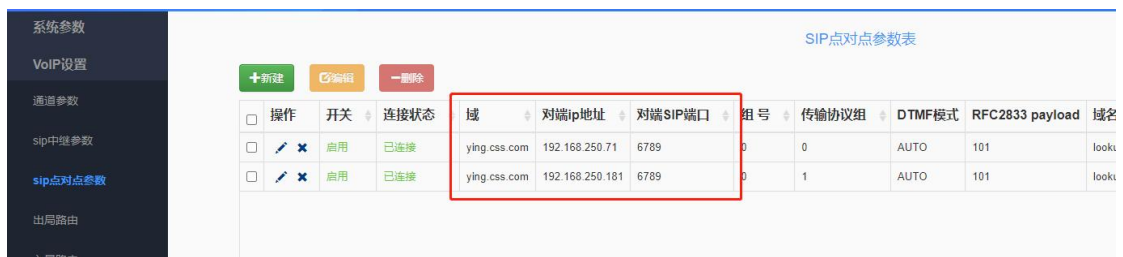 系统参数
SIP点对点参数表
VoIP设置
新建 编辑 删除
通道参数
操作 开关 连接状态 域 对端ip地址 对端SIP端口 组 号 传输协议组 DTMF模式 RFC2833 payload 域名
sip中继参数
启用 已连接 ying.css.com 192.168.250.71 6789 0 0 AUTO 101 looku
sip点对点参数
启用 已连接 ying.css.com 192.168.250.181 6789 0 1 AUTO 101 looku
出局路由